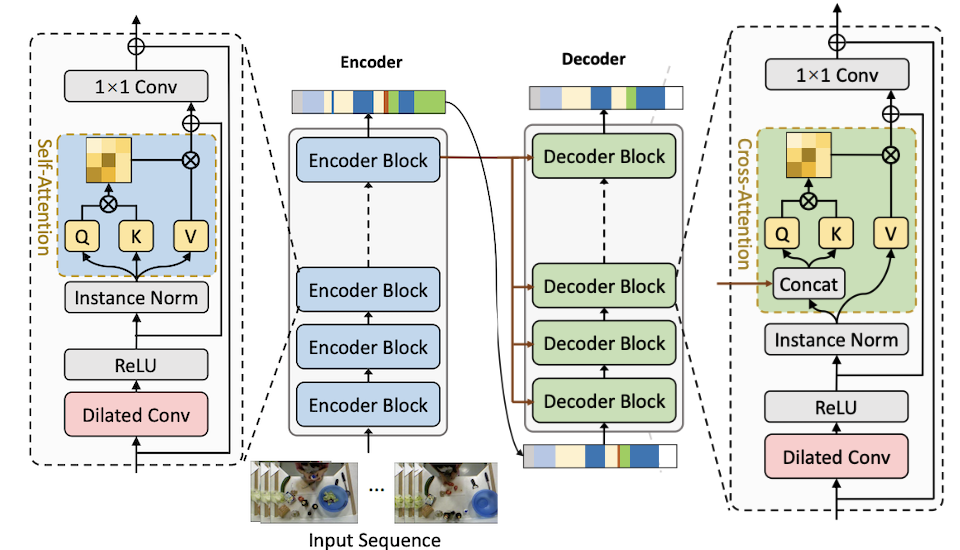 Encoder
Decoder
1×1 Conv
Self-Attention
Q
K
V
Instance Norm
ReLU
Dilated Conv
Encoder Block
Encoder Block
Encoder Block
Encoder Block
...
Input Sequence
Decoder Block
Decoder Block
Decoder Block
Decoder Block
1×1 Conv
Cross-Attention
Q
K
V
Concat
Instance Norm
ReLU
Dilated Conv